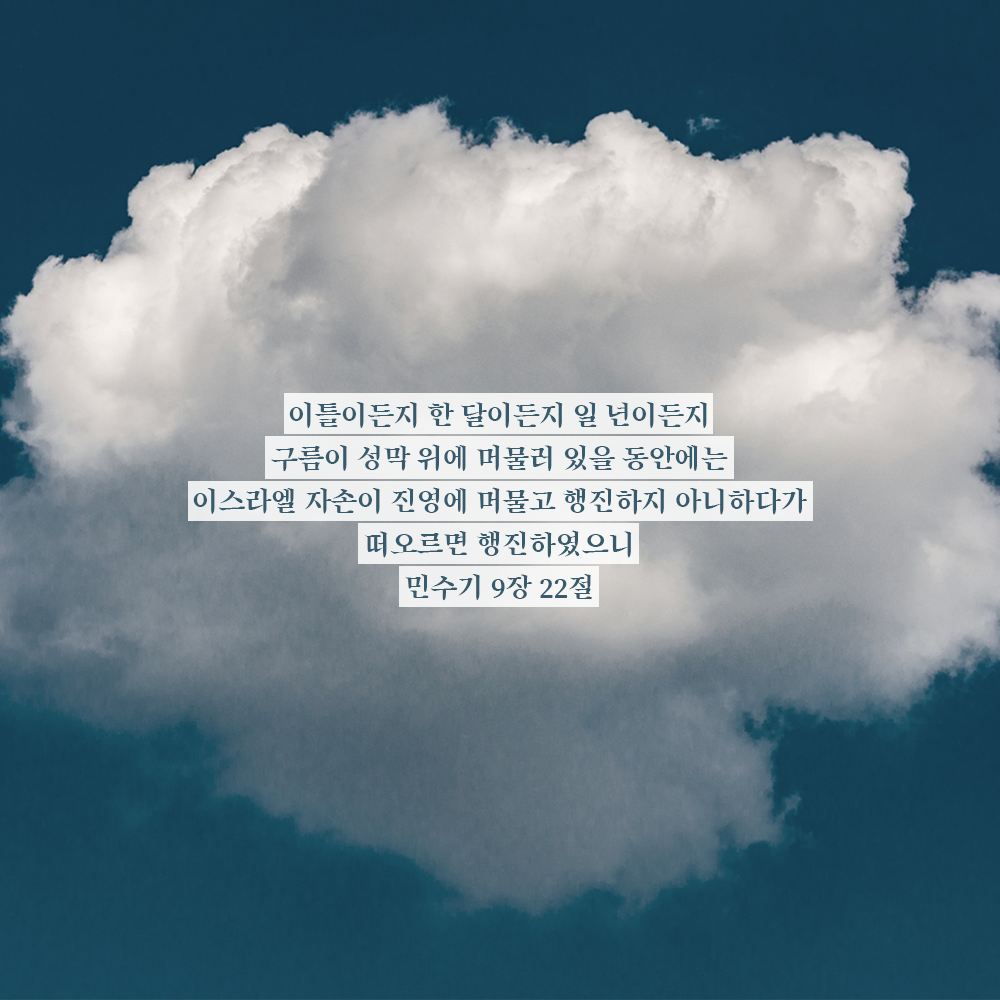 이틀이든지 한 달이든지 일 년이든지
구름이 성막 위에 머물러 있을 동안에는
이스라엘 자손이 진영에 머물고 행진하지 아니하다가
떠오르면 행진하였으니
민수기 9장 22절